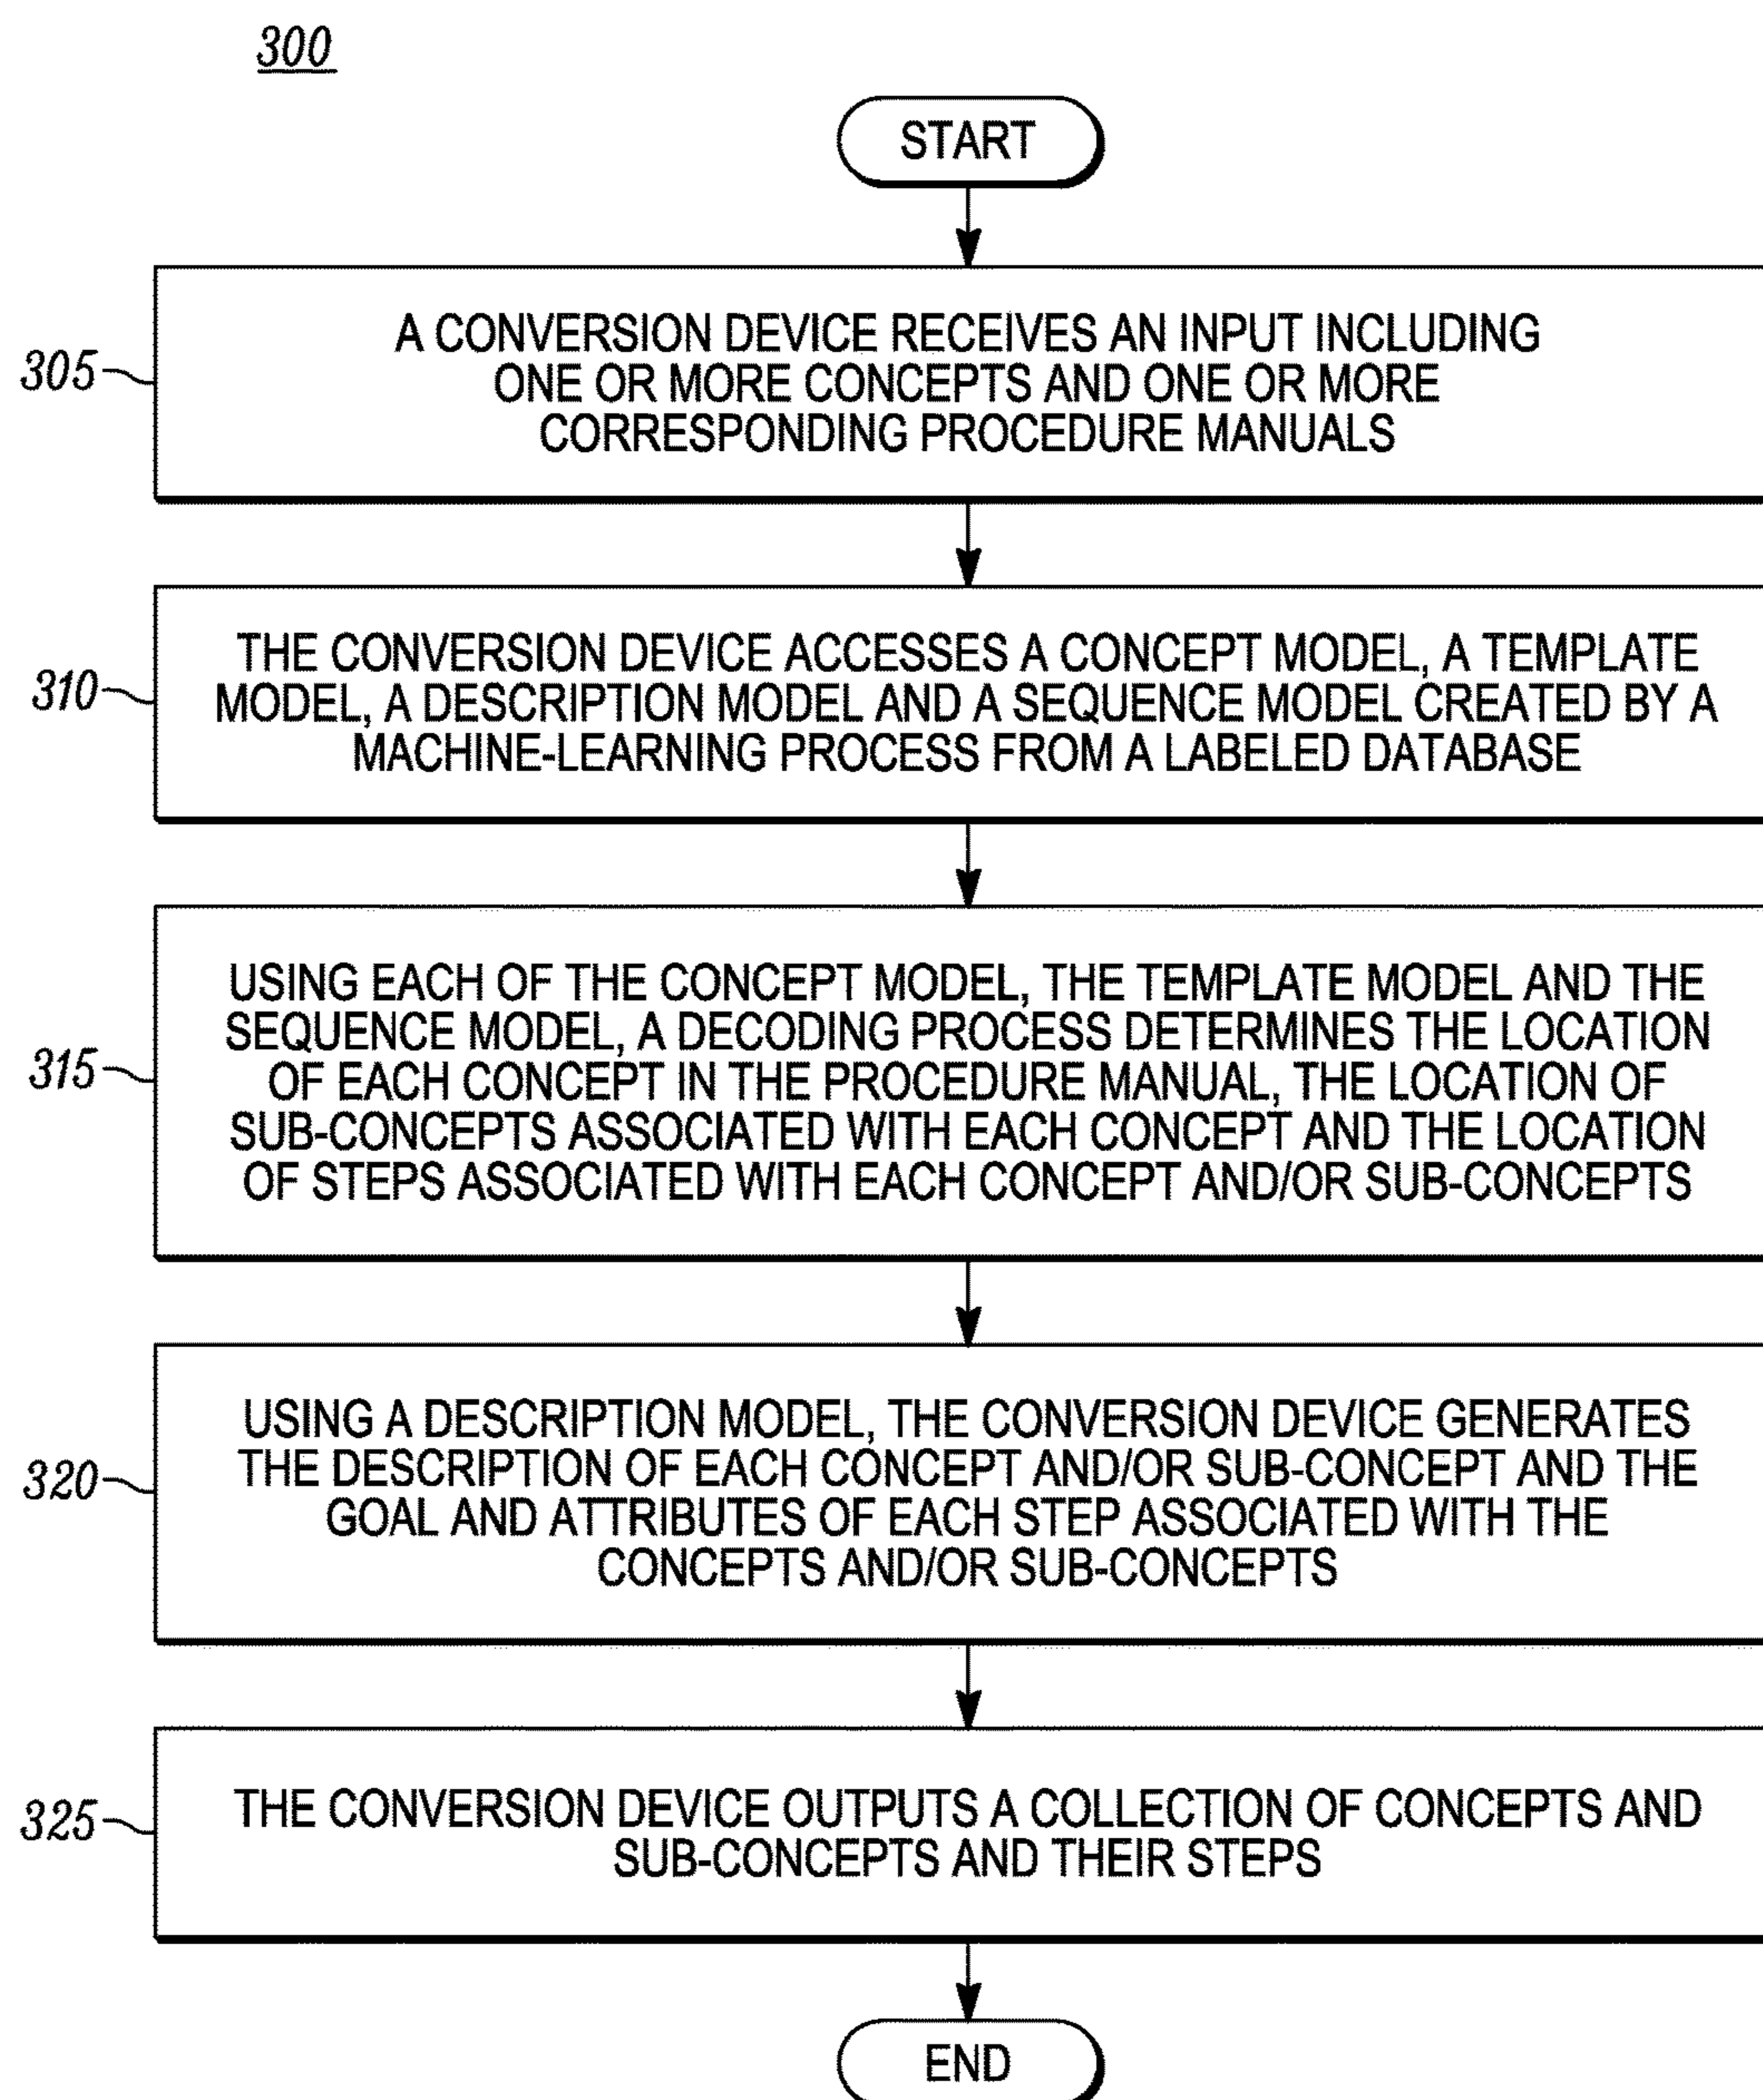 300
START
305
A CONVERSION DEVICE RECEIVES AN INPUT INCLUDING
ONE OR MORE CONCEPTS AND ONE OR MORE
CORRESPONDING PROCEDURE MANUALS
310
THE CONVERSION DEVICE ACCESSES A CONCEPT MODEL, A TEMPLATE
MODEL, A DESCRIPTION MODEL AND A SEQUENCE MODEL CREATED BY A
MACHINE-LEARNING PROCESS FROM A LABELED DATABASE
315
USING EACH OF THE CONCEPT MODEL, THE TEMPLATE MODEL AND THE
SEQUENCE MODEL, A DECODING PROCESS DETERMINES THE LOCATION
OF EACH CONCEPT IN THE PROCEDURE MANUAL, THE LOCATION OF
SUB-CONCEPTS ASSOCIATED WITH EACH CONCEPT AND THE LOCATION
OF STEPS ASSOCIATED WITH EACH CONCEPT AND/OR SUB-CONCEPTS
320
USING A DESCRIPTION MODEL, THE CONVERSION DEVICE GENERATES
THE DESCRIPTION OF EACH CONCEPT AND/OR SUB-CONCEPT AND THE
GOAL AND ATTRIBUTES OF EACH STEP ASSOCIATED WITH THE
CONCEPTS AND/OR SUB-CONCEPTS
325
THE CONVERSION DEVICE OUTPUTS A COLLECTION OF CONCEPTS AND
SUB-CONCEPTS AND THEIR STEPS
END